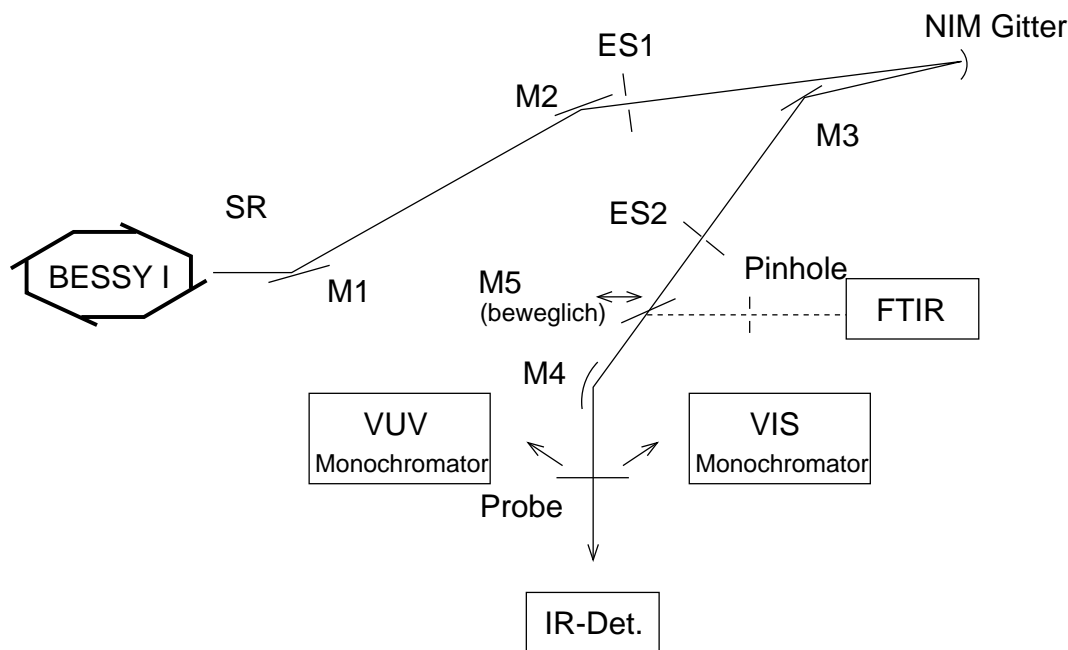 NIM Gitter
ES1
M2
M3
SR
ES2
BESSY I
M1
Pinhole
M5
(beweglich)
FTIR
M4
VUV
Monochromator
VIS
Monochromator
Probe
IR-Det.